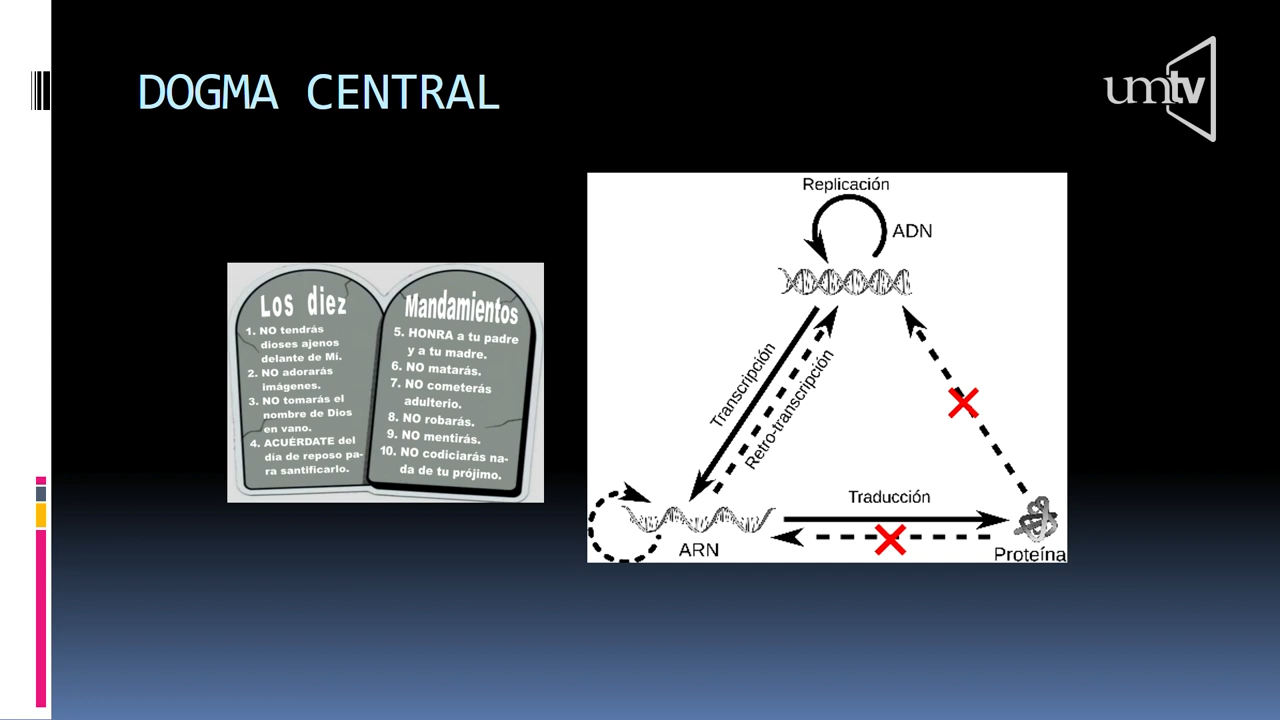 DOGMA CENTRAL
umtv
Los diez
1. NO tendrás
dioses ajenos
delante de Mí.
2. NO adorarás
imágenes.
3. NO tomarás el
nombre de Dios
en vano.
4. ACUÉRDATE del
día de reposo pa-
ra santificarlo.
Mandamientos
5. HONRA a tu padre
y a tu madre.
6. NO matarás.
7. NO cometerás
adulterio.
8. NO robarás.
9. NO mentirás.
10. NO codiciarás na-
da de tu prójimo.
Replicación
ADN
Transcripción
Retro-transcripción
Traducción
ARN
Proteína